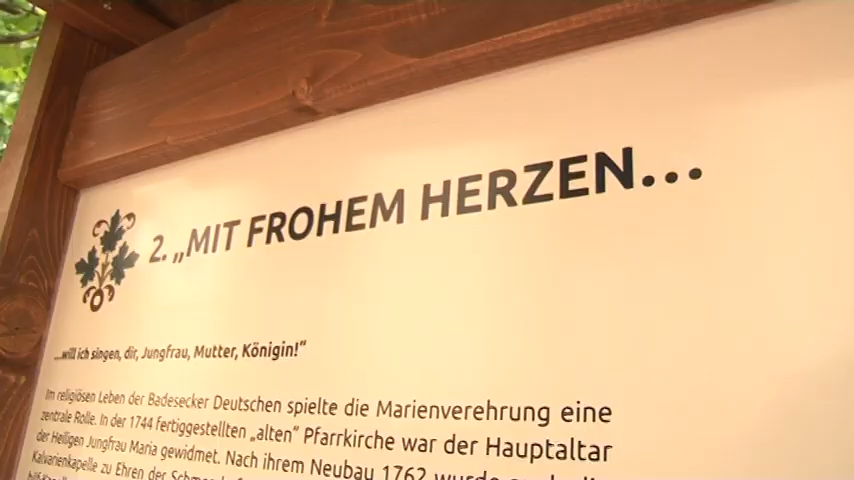 2. „MIT FROHEM HERZEN...
...will ich singen, dir, Jungfrau, Mutter, Königin!“
Im religiösen Leben der Badesecker Deutschen spielte die Marienverehrung eine
zentrale Rolle. In der 1744 fertiggestellten „alten“ Pfarrkirche war der Hauptaltar
der Heiligen Jungfrau Maria gewidmet. Nach ihrem Neubau 1762 wurde
Kalvarienkapelle zu Ehren der